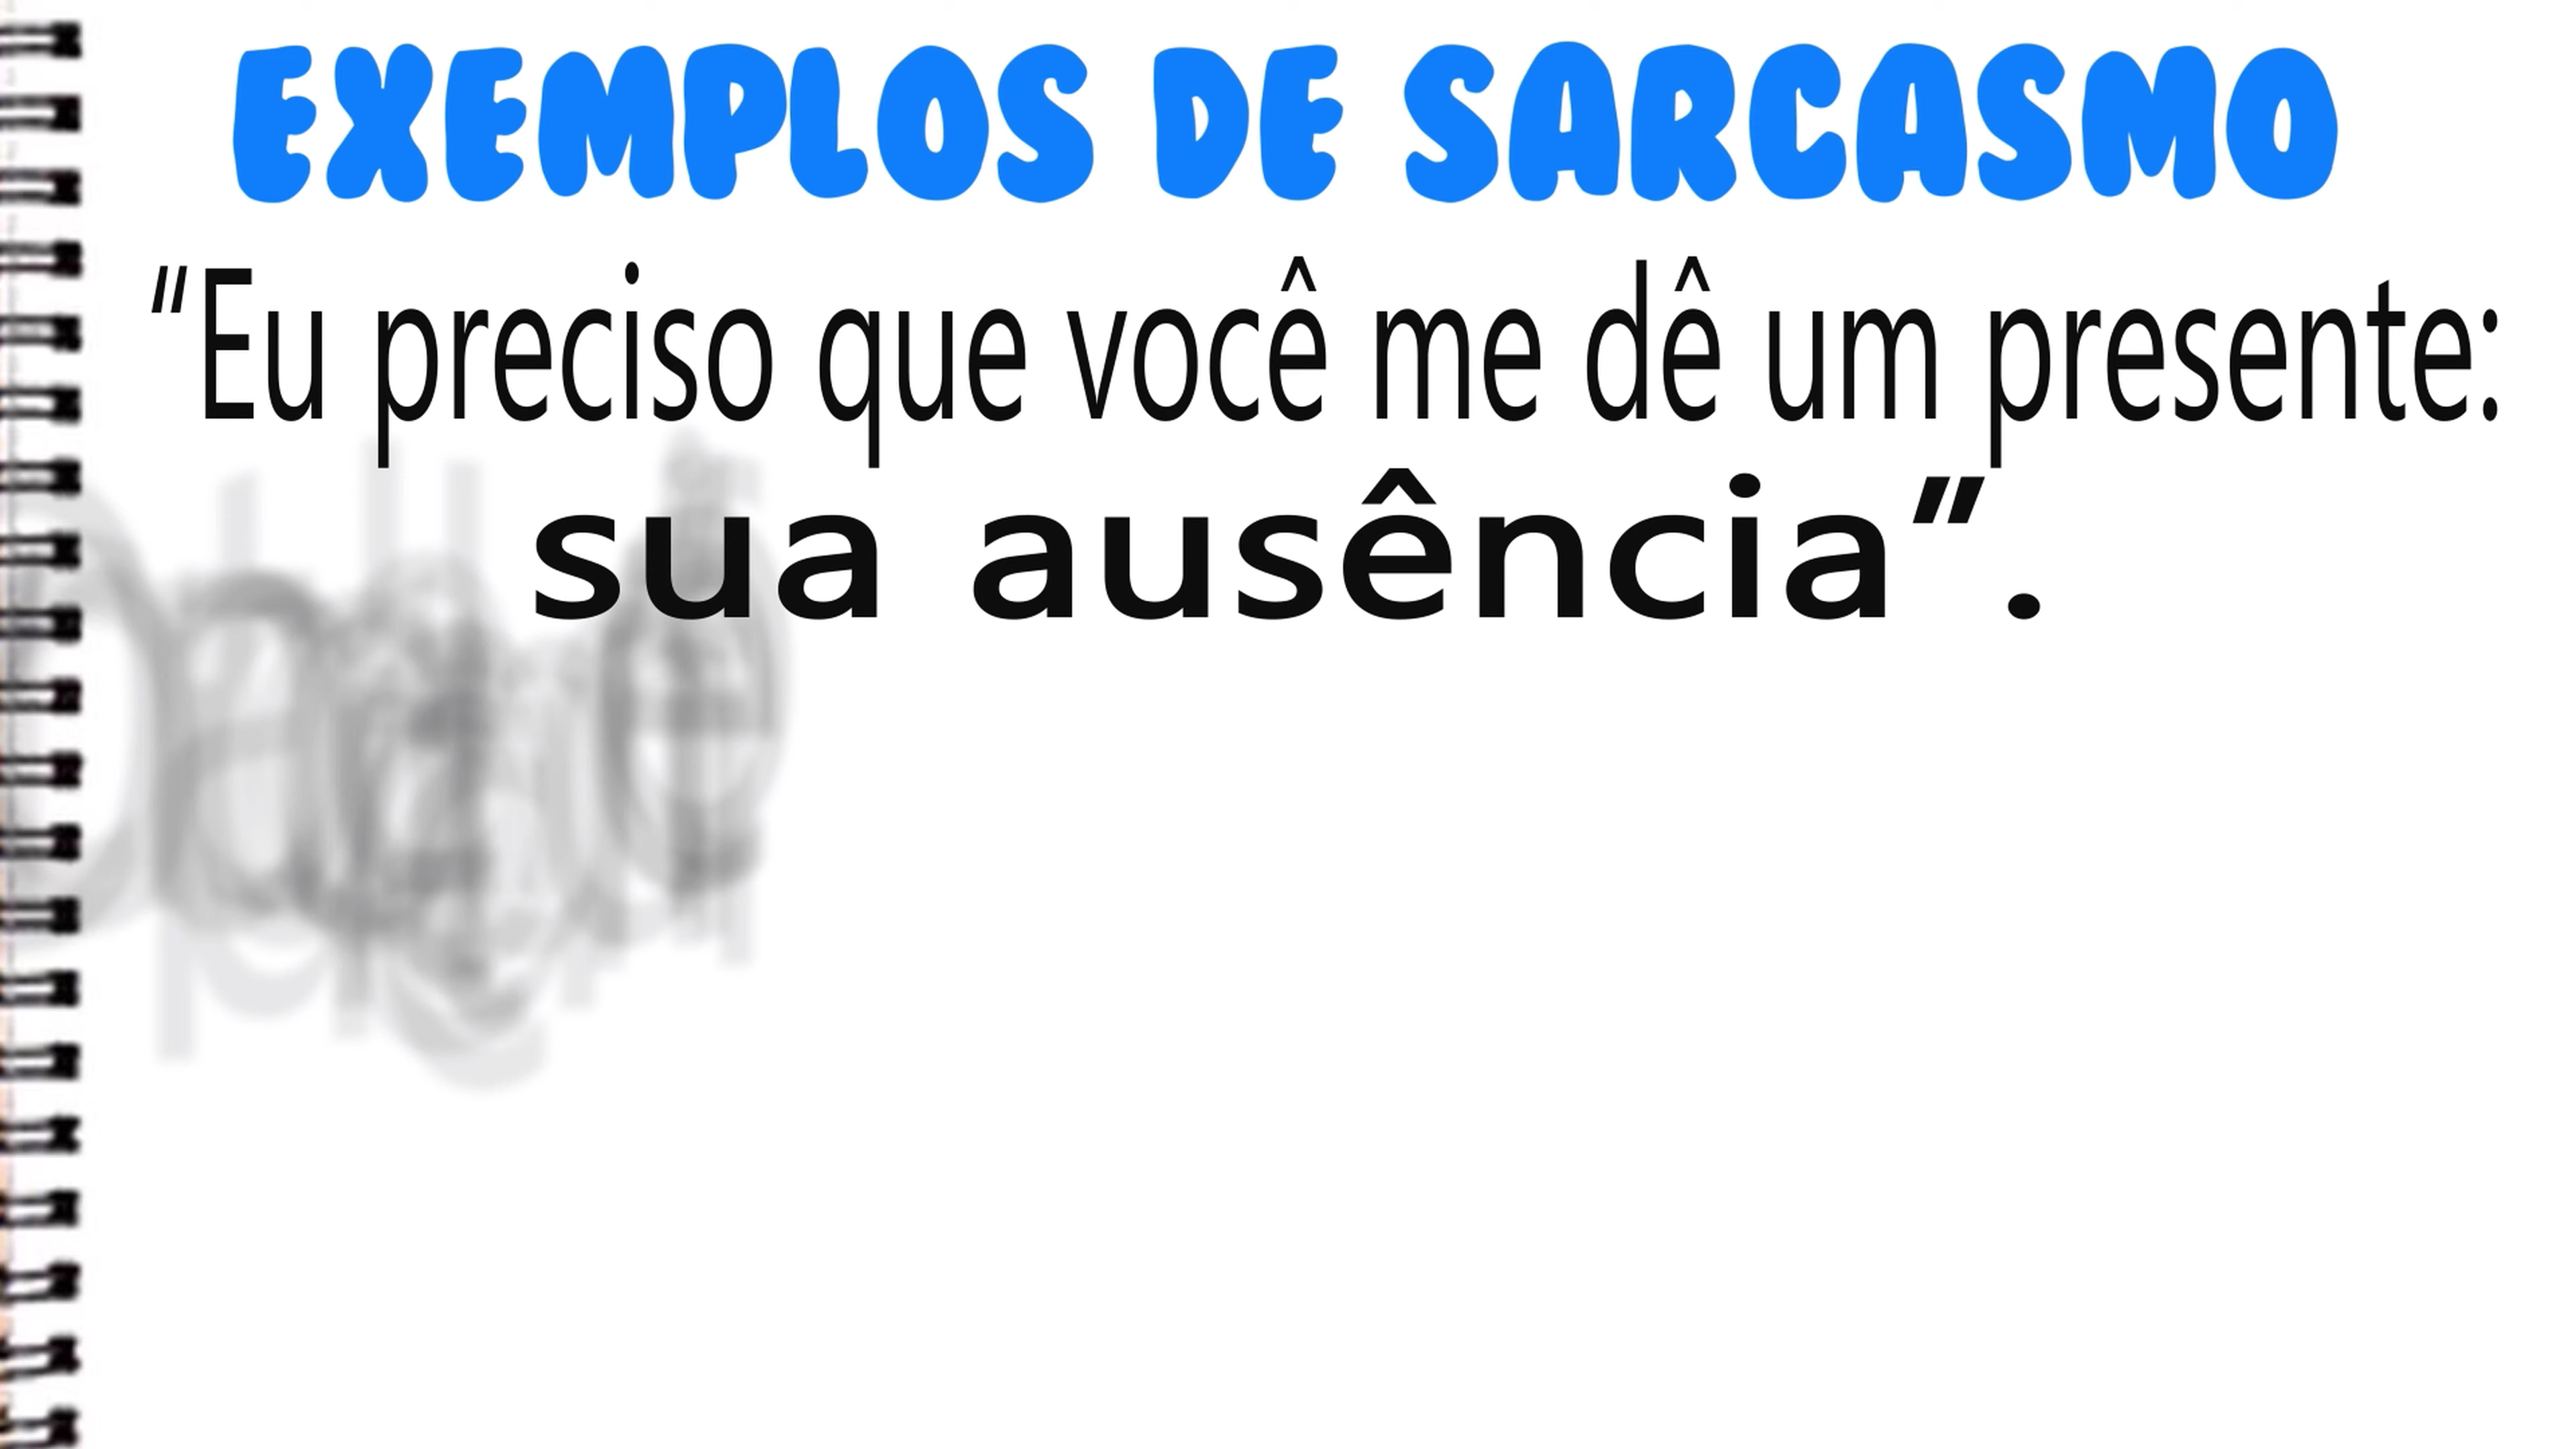 EXEMPLOS DE SARCASMO
“Eu preciso que você me dê um presente:
sua ausência”.